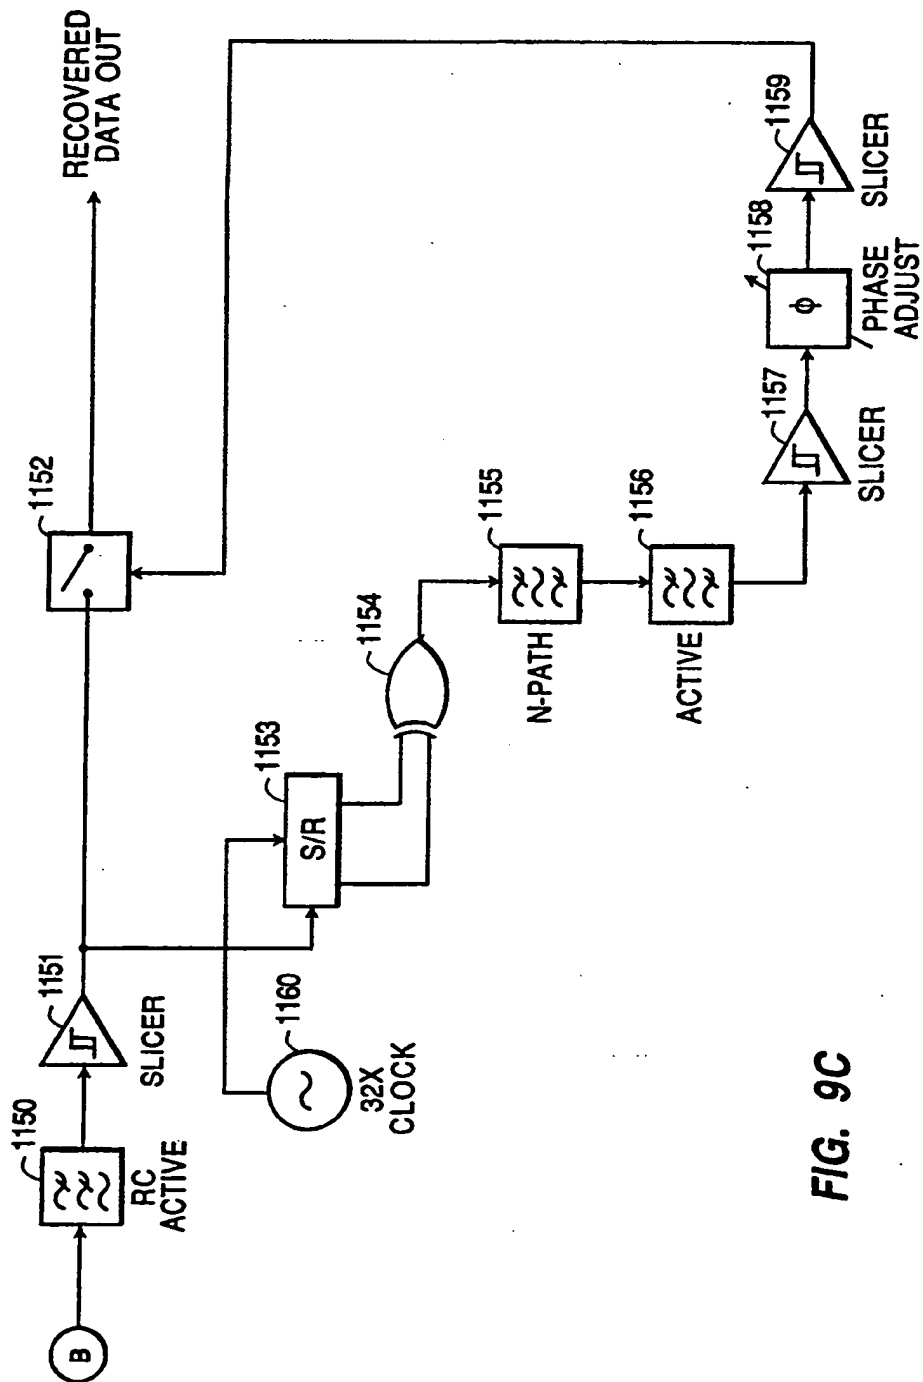 B
1150
RC
ACTIVE
1151
SLICER
1152
RECOVERED
DATA OUT
1160
32X
CLOCK
1153
S/R
1154
1155
N-PATH
1156
ACTIVE
1157
SLICER
1158
ϕ
PHASE
ADJUST
1159
SLICER
FIG. 9C